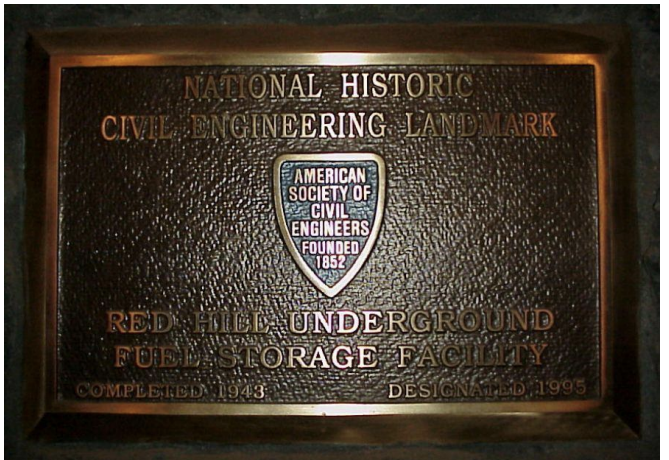 NATIONAL HISTORIC
CIVIL ENGINEERING LANDMARK
AMERICAN
SOCIETY OF
CIVIL
ENGINEERS
FOUNDED
1852
RED HILL UNDERGROUND
FUEL STORAGE FACILITY
COMPLETED 1943 DESIGNATED 1995